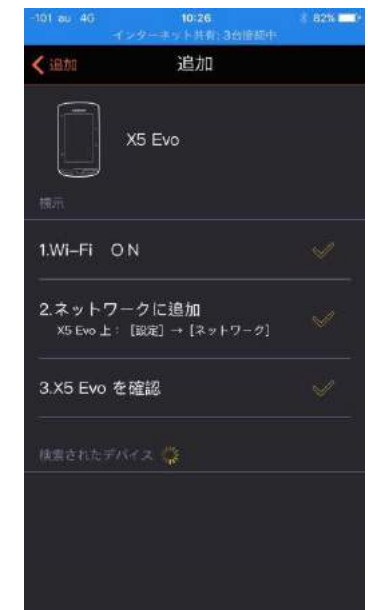 -101 au 4G 10:26 82%
インターネット共有: 3台接続中
追加 追加
X5 Evo
提示
1.Wi-Fi ON
2.ネットワークに追加
X5 Evo 上： [設定] → [ネットワーク]
3.X5 Evo を確認
検索されたデバイス